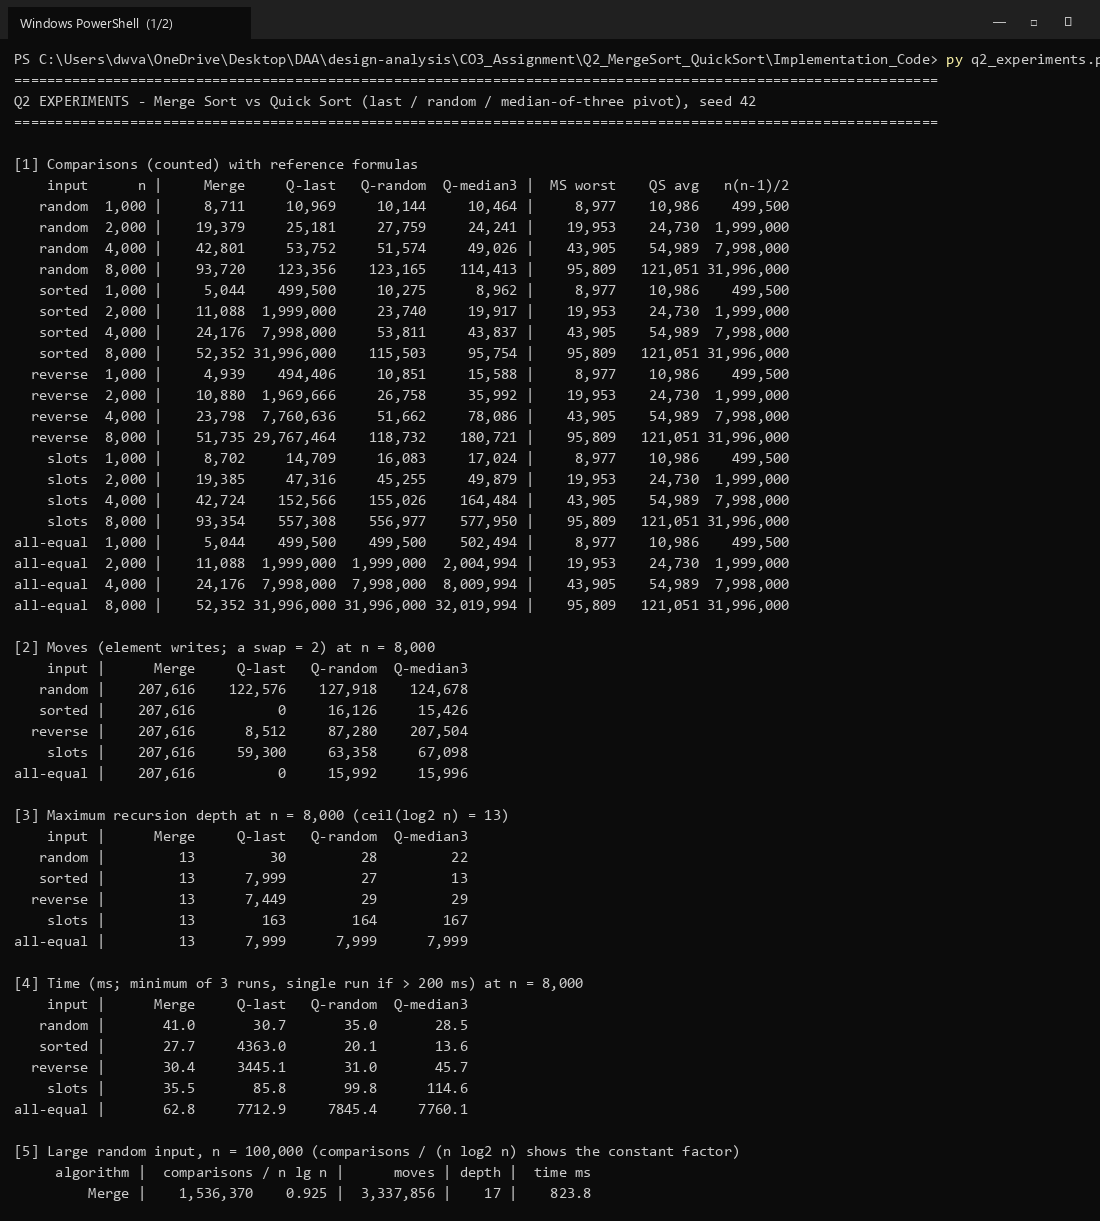 Windows PowerShell (1/2)
PS C:\Users\dwva\OneDrive\Desktop\DAA\design-analysis\CO3_Assignment\Q2_MergeSort_QuickSort\Implementation_Code> py q2_experiments.p
================================================================================================================
Q2 EXPERIMENTS - Merge Sort vs Quick Sort (last / random / median-of-three pivot), seed 42
================================================================================================================
[1] Comparisons (counted) with reference formulas
    input      n |     Merge     Q-last   Q-random  Q-median3 |  MS worst    QS avg   n(n-1)/2
   random  1,000 |     8,711     10,969     10,144     10,464 |     8,977    10,986    499,500
   random  2,000 |    19,379     25,181     27,759     24,241 |    19,953    24,730  1,999,000
   random  4,000 |    42,801     53,752     51,574     49,026 |    43,905    54,989  7,998,000
   random  8,000 |    93,720    123,356    123,165    114,413 |    95,809   121,051 31,996,000
   sorted  1,000 |     5,044    499,500     10,275      8,962 |     8,977    10,986    499,500
   sorted  2,000 |    11,088  1,999,000     23,740     19,917 |    19,953    24,730  1,999,000
   sorted  4,000 |    24,176  7,998,000     53,811     43,837 |    43,905    54,989  7,998,000
   sorted  8,000 |    52,352 31,996,000    115,503     95,754 |    95,809   121,051 31,996,000
  reverse  1,000 |     4,939    494,406     10,851     15,588 |     8,977    10,986    499,500
  reverse  2,000 |    10,880  1,969,666     26,758     35,992 |    19,953    24,730  1,999,000
  reverse  4,000 |    23,798  7,760,636     51,662     78,086 |    43,905    54,989  7,998,000
  reverse  8,000 |    51,735 29,767,464    118,732    180,721 |    95,809   121,051 31,996,000
    slots  1,000 |     8,702     14,709     16,083     17,024 |     8,977    10,986    499,500
    slots  2,000 |    19,385     47,316     45,255     49,879 |    19,953    24,730  1,999,000
    slots  4,000 |    42,724    152,566    155,026    164,484 |    43,905    54,989  7,998,000
    slots  8,000 |    93,354    557,308    556,977    577,950 |    95,809   121,051 31,996,000
all-equal  1,000 |     5,044    499,500    499,500    502,494 |     8,977    10,986    499,500
all-equal  2,000 |    11,088  1,999,000  1,999,000  2,004,994 |    19,953    24,730  1,999,000
all-equal  4,000 |    24,176  7,998,000  7,998,000  8,009,994 |    43,905    54,989  7,998,000
all-equal  8,000 |    52,352 31,996,000 31,996,000 32,019,994 |    95,809   121,051 31,996,000
[2] Moves (element writes; a swap = 2) at n = 8,000
    input |      Merge     Q-last   Q-random  Q-median3
   random |    207,616    122,576    127,918    124,678
   sorted |    207,616          0     16,126     15,426
  reverse |    207,616      8,512     87,280    207,504
    slots |    207,616     59,300     63,358     67,098
all-equal |    207,616          0     15,992     15,996
[3] Maximum recursion depth at n = 8,000 (ceil(log2 n) = 13)
    input |      Merge     Q-last   Q-random  Q-median3
   random |         13         30         28         22
   sorted |         13      7,999         27         13
  reverse |         13      7,449         29         29
    slots |         13        163        164        167
all-equal |         13      7,999      7,999      7,999
[4] Time (ms; minimum of 3 runs, single run if > 200 ms) at n = 8,000
    input |      Merge     Q-last   Q-random  Q-median3
   random |       41.0       30.7       35.0       28.5
   sorted |       27.7     4363.0       20.1       13.6
  reverse |       30.4     3445.1       31.0       45.7
    slots |       35.5       85.8       99.8      114.6
all-equal |       62.8     7712.9     7845.4     7760.1
[5] Large random input, n = 100,000 (comparisons / (n log2 n) shows the constant factor)
     algorithm |  comparisons / n lg n |      moves | depth |  time ms
         Merge |    1,536,370    0.925 |  3,337,856 |    17 |    823.8